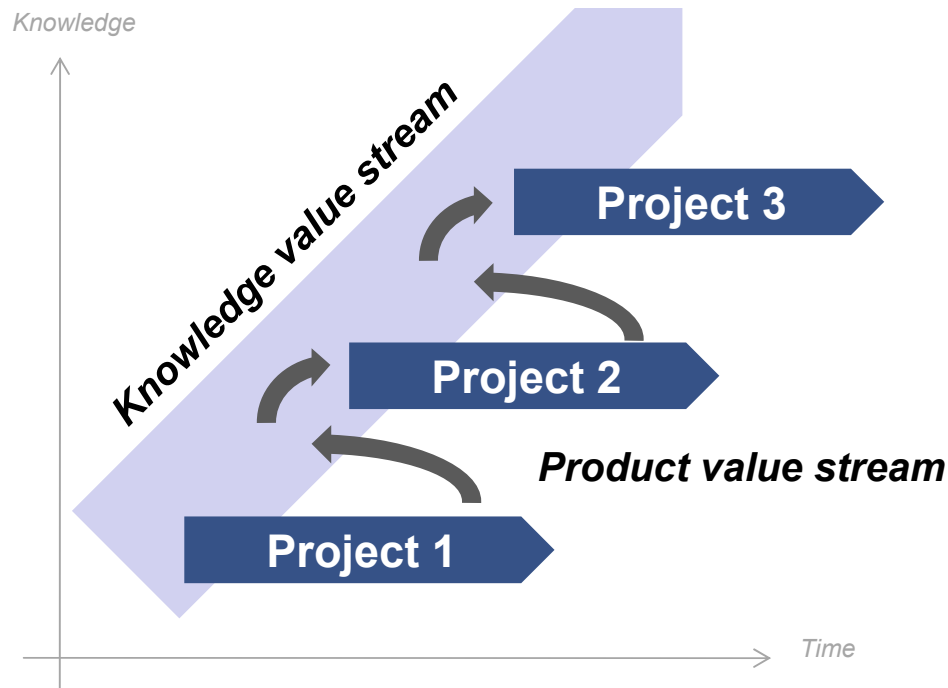 Knowledge
Knowledge value stream
Project 3
Project 2
Product value stream
Project 1
Time